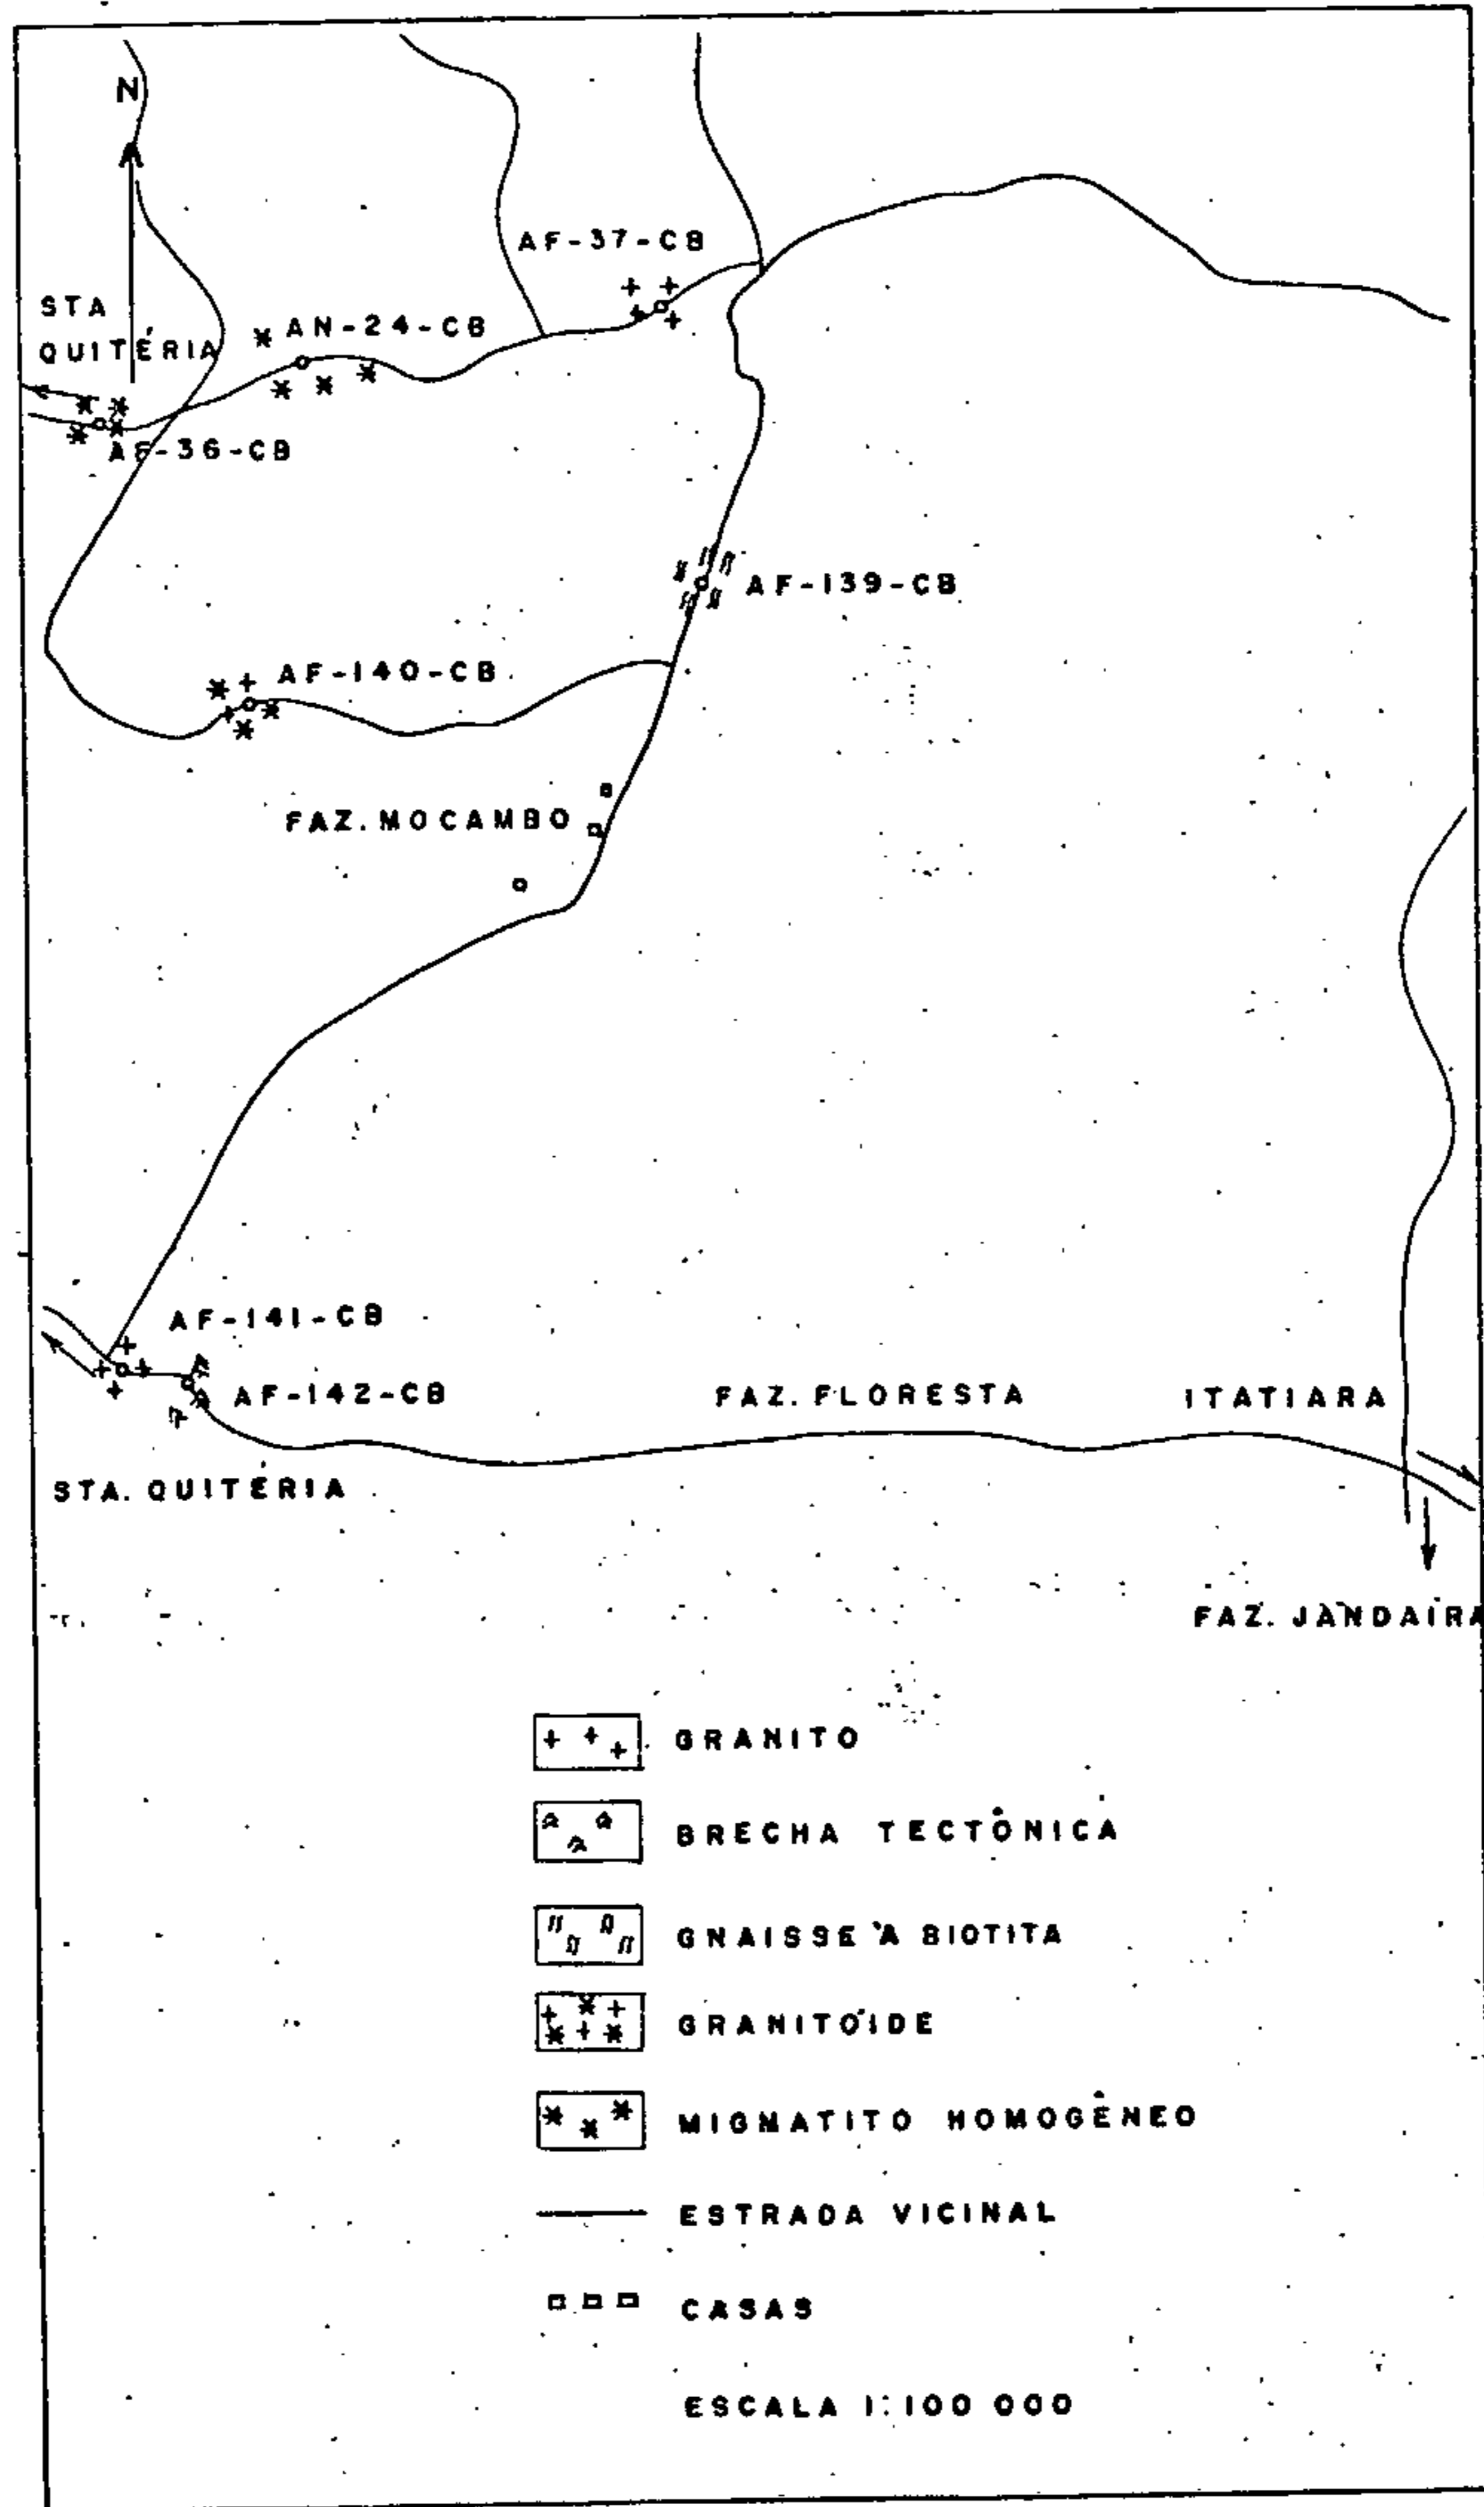 N
AF-37-CB
STA
QUITÉRIA
AN-24-CB
AF-36-CB
AF-139-CB
AF-140-CB
FAZ. MOCAMBO
AF-141-CB
AF-142-CB
FAZ. FLORESTA
ITATIARA
STA. QUITÉRIA
FAZ. JANDAÍRA
GRANITO
BRECHA TECTÔNICA
GNAISSE À BIOTITA
GRANITÓIDE
MIGMATITO HOMOGÊNEO
ESTRADA VICINAL
CASAS
ESCALA 1:100 000